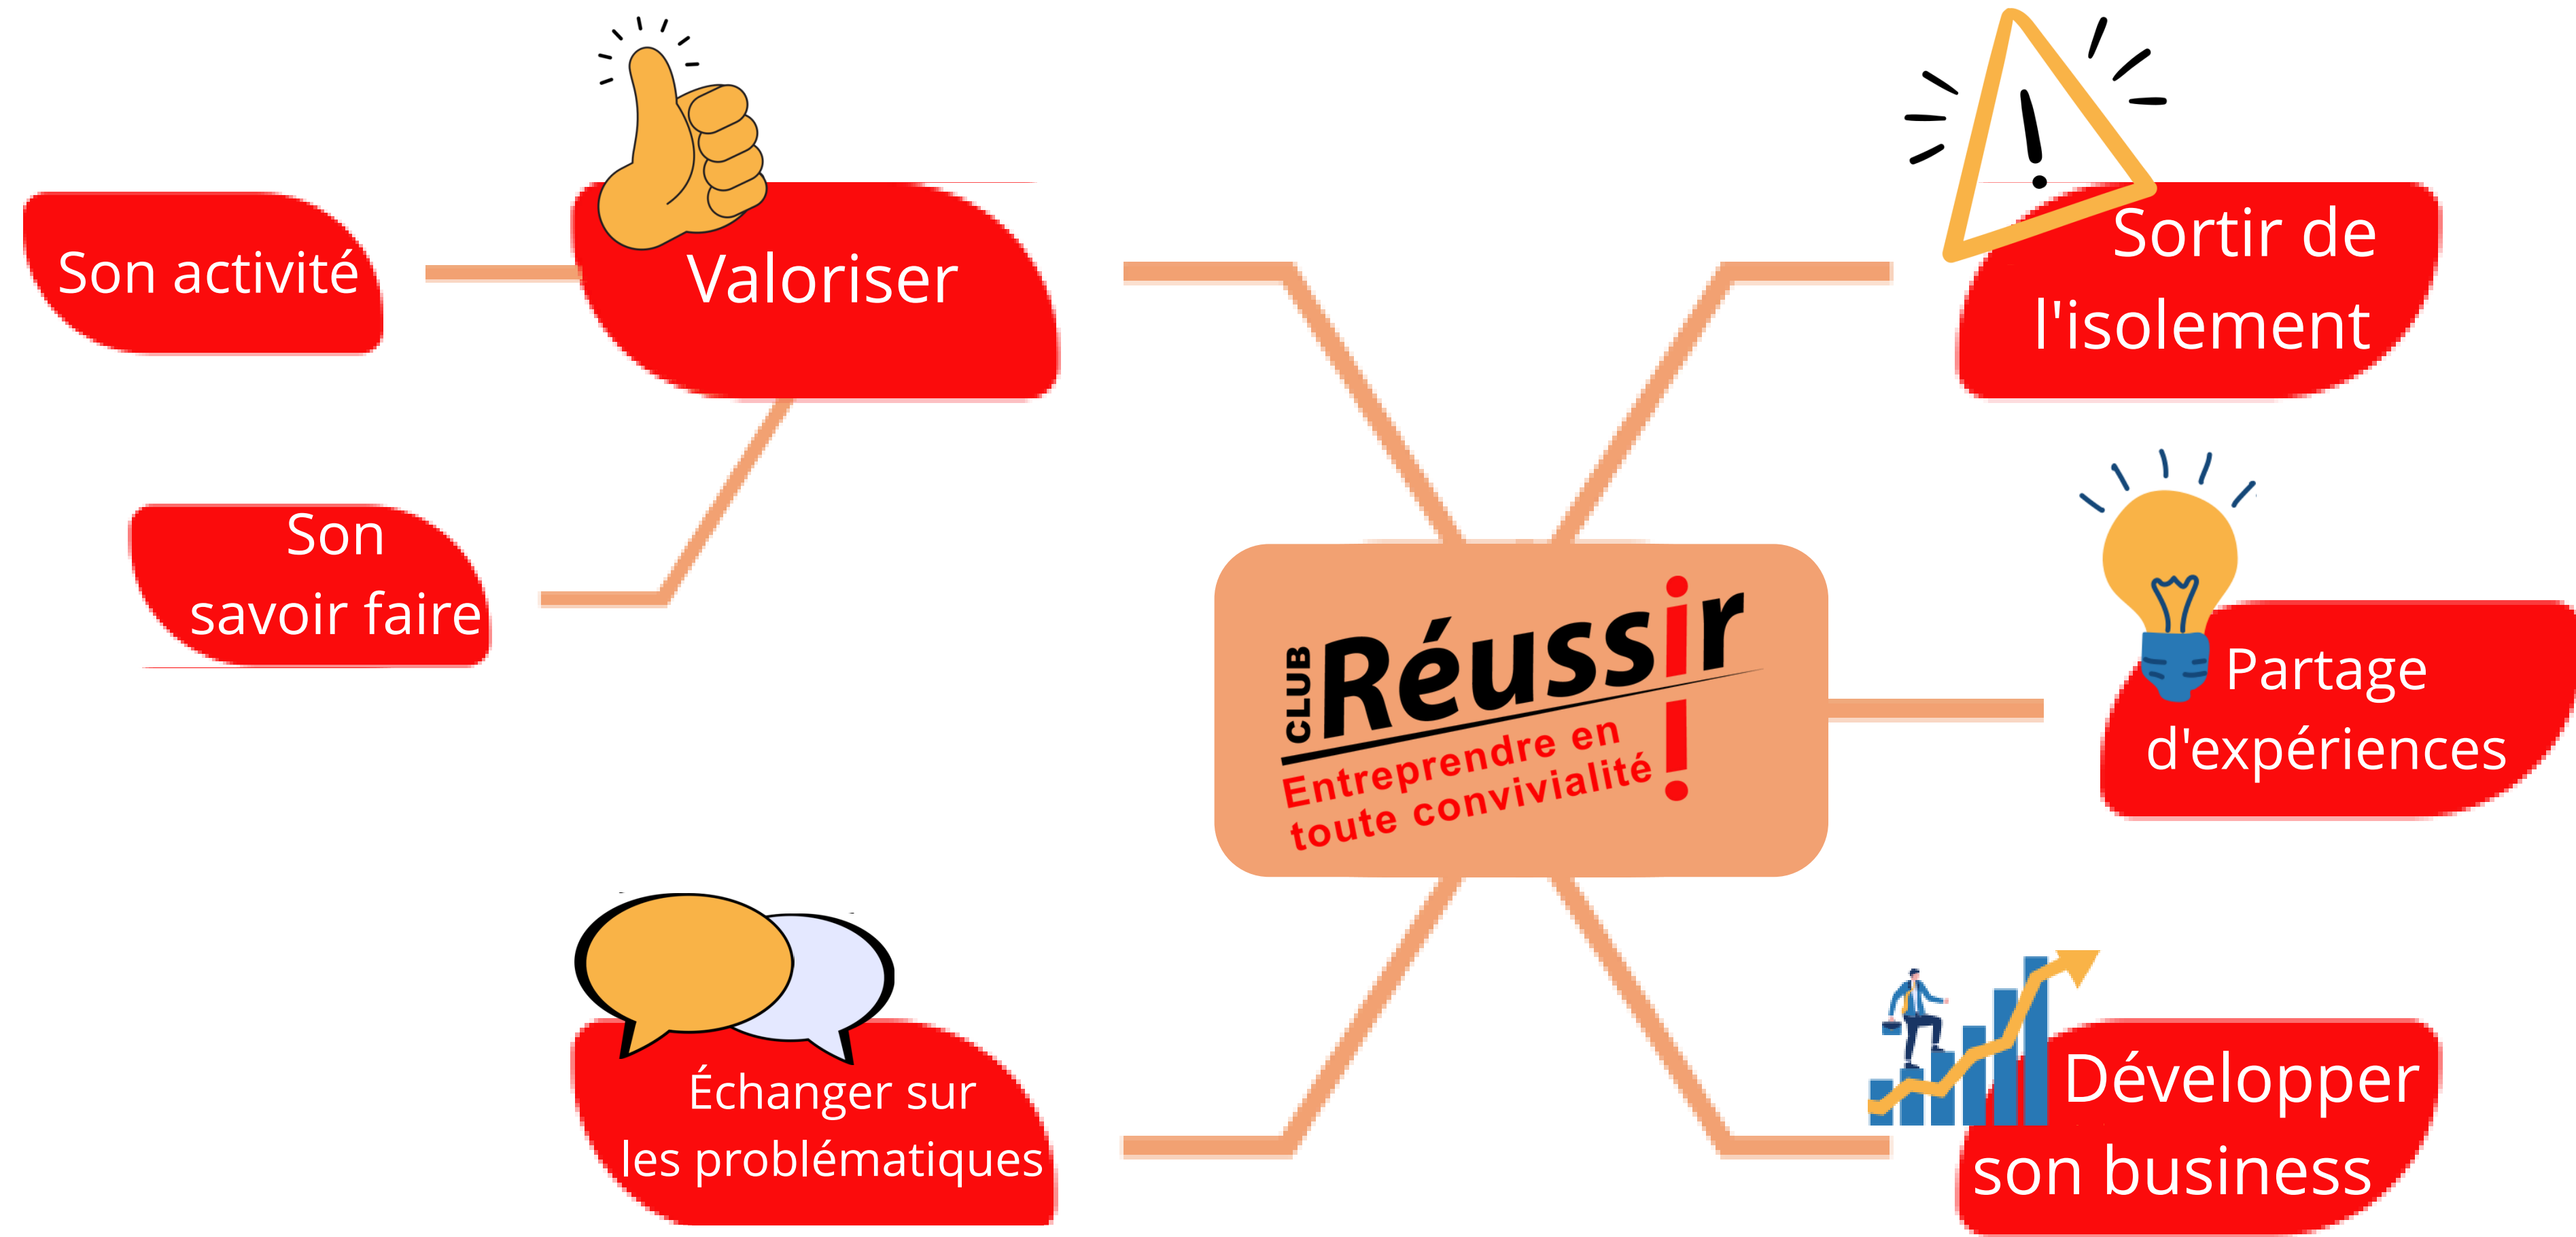 Son activité
Valoriser
Son
savoir faire
Échanger sur
les problématiques
CLUB
Réussir
Entreprendre en
toute convivialité !
Sortir de
l'isolement
Partage
d'expériences
Développer
son business